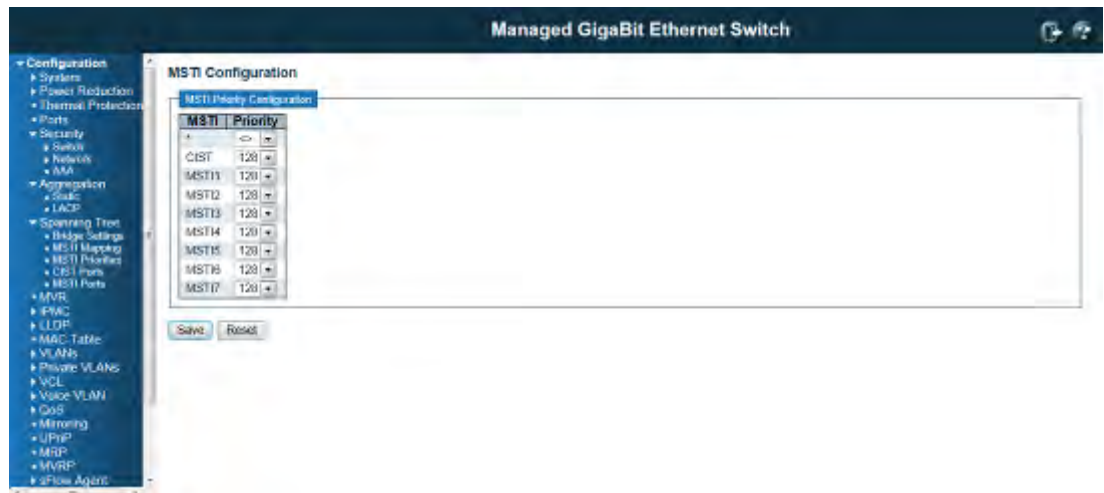 Managed GigaBit Ethernet Switch
Configuration
System
Power Reduction
Thermal Protection
Ports
Security
Switch
Network
AAA
Aggregation
Static
LACP
Spanning Tree
Bridge Settings
MSTI Mapping
MSTI Priorities
CIST Ports
MSTI Ports
MVR
IPMC
LLDP
MAC Table
VLANs
Private VLANs
VCL
Voice VLAN
QoS
Mirroring
UPnP
MRP
MVRP
sFlow Agent
MSTI Configuration
MSTI Priority Configuration
MSTI Priority
* <>
CIST 128
MSTI1 128
MSTI2 128
MSTI3 128
MSTI4 128
MSTI5 128
MSTI6 128
MSTI7 128
Save Reset